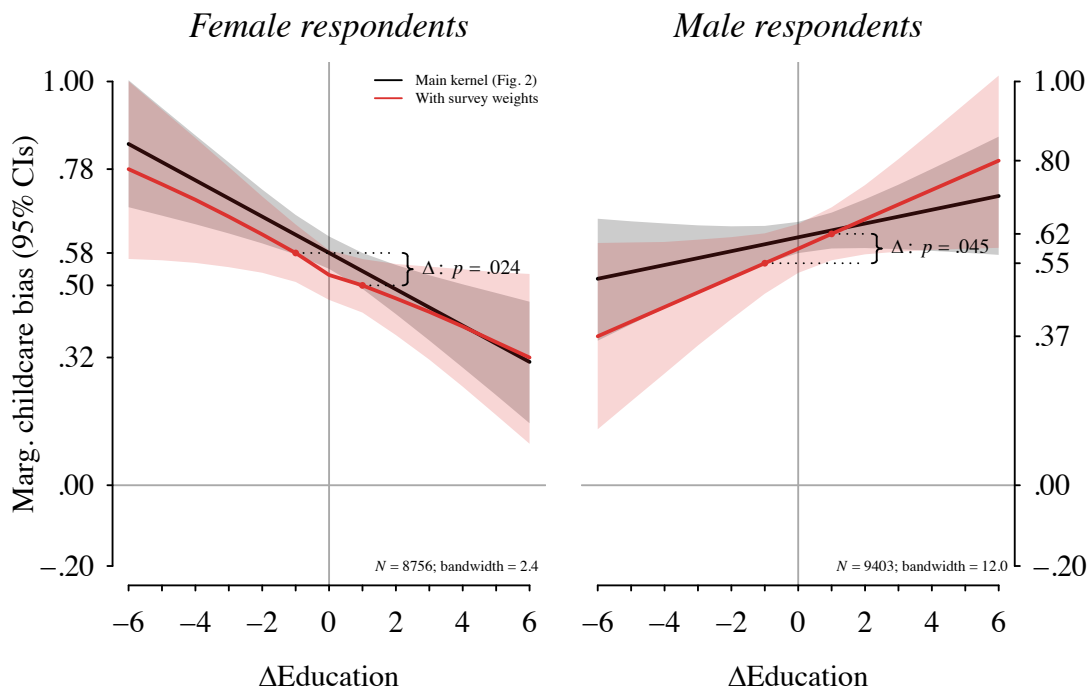 Female respondents
Male respondents
Main kernel (Fig. 2)
With survey weights
Marg. childcare bias (95% CIs)
1.00
.78
.58
.50
.32
.00
−.20
Δ: p = .024
N = 8756; bandwidth = 2.4
−6 −4 −2 0 2 4 6
ΔEducation
1.00
.80
.62
.55
.37
.00
−.20
Δ: p = .045
N = 9403; bandwidth = 12.0
−6 −4 −2 0 2 4 6
ΔEducation